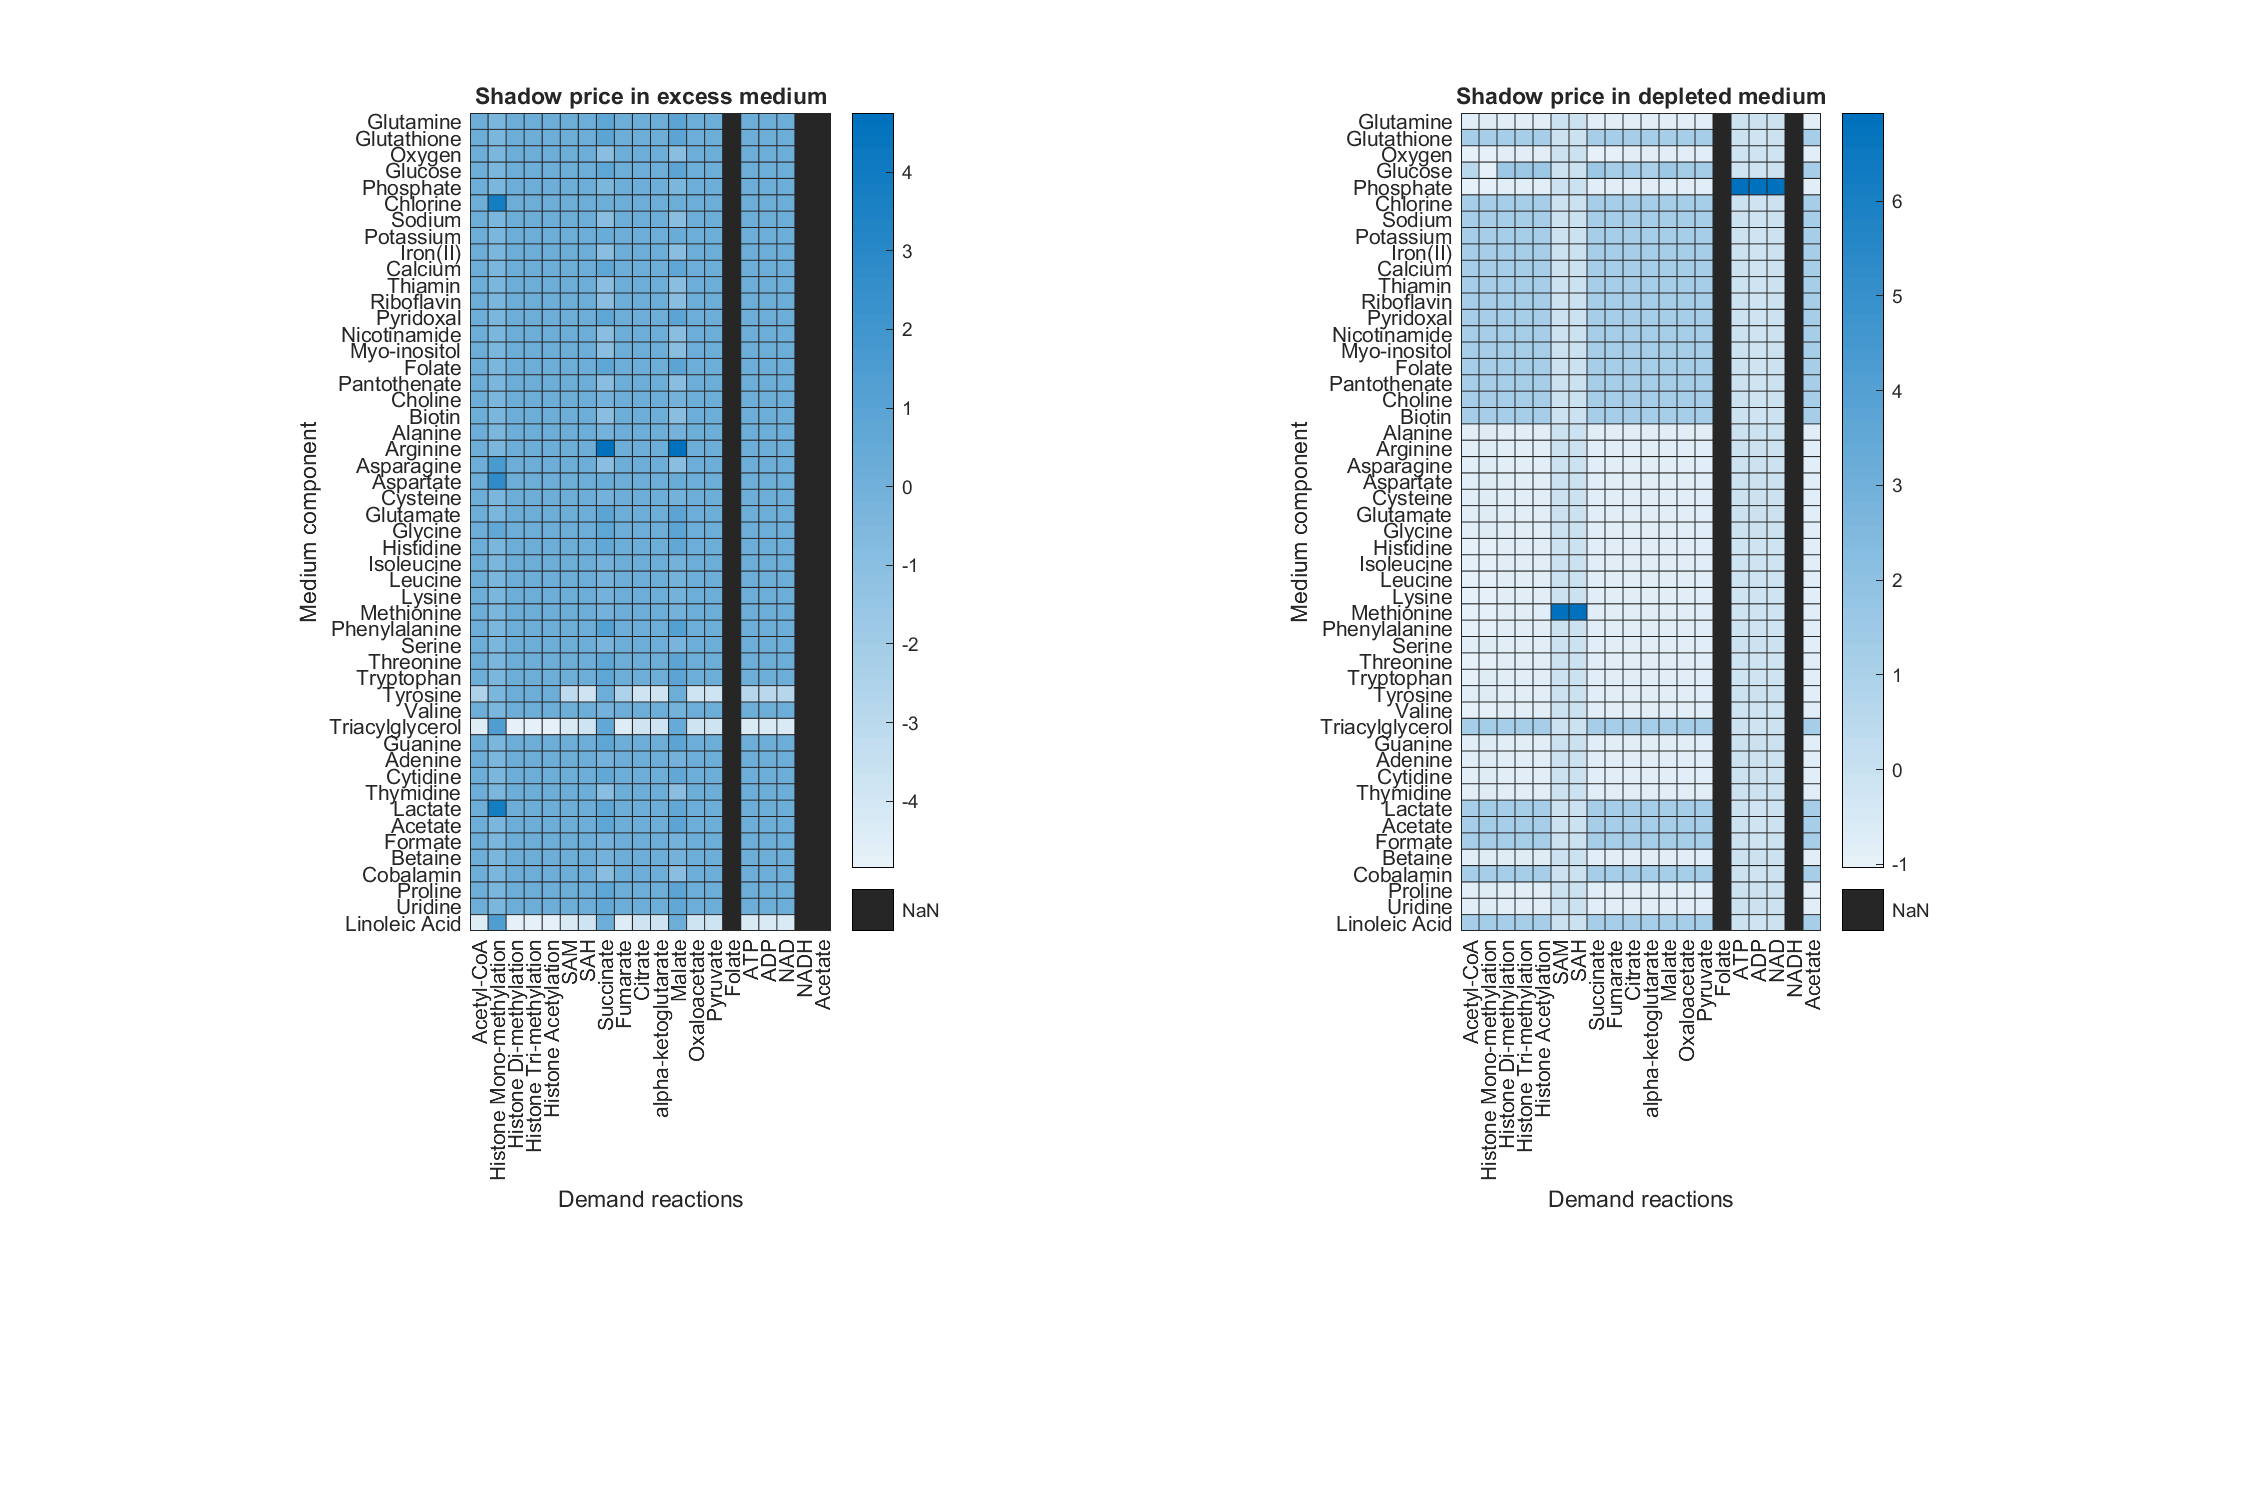 Shadow price in excess medium
Glutamine
Glutathione
Oxygen
Glucose
Phosphate
Chlorine
Sodium
Potassium
Iron(II)
Calcium
Thiamin
Riboflavin
Pyridoxal
Nicotinamide
Myo-inositol
Folate
Pantothenate
Choline
Biotin
Alanine
Arginine
Asparagine
Aspartate
Cysteine
Glutamate
Glycine
Histidine
Isoleucine
Leucine
Lysine
Methionine
Phenylalanine
Serine
Threonine
Tryptophan
Tyrosine
Valine
Triacylglycerol
Guanine
Adenine
Cytidine
Thymidine
Lactate
Acetate
Formate
Betaine
Cobalamin
Proline
Uridine
Linoleic Acid
Medium component
Acetyl-CoA
Histone Mono-methylation
Histone Di-methylation
Histone Tri-methylation
Histone Acetylation
SAM
SAH
Succinate
Fumarate
Citrate
alpha-ketoglutarate
Malate
Oxaloacetate
Pyruvate
Folate
ATP
ADP
NAD
NADH
Acetate
Demand reactions
4
3
2
1
0
-1
-2
-3
-4
NaN
Shadow price in depleted medium
Glutamine
Glutathione
Oxygen
Glucose
Phosphate
Chlorine
Sodium
Potassium
Iron(II)
Calcium
Thiamin
Riboflavin
Pyridoxal
Nicotinamide
Myo-inositol
Folate
Pantothenate
Choline
Biotin
Alanine
Arginine
Asparagine
Aspartate
Cysteine
Glutamate
Glycine
Histidine
Isoleucine
Leucine
Lysine
Methionine
Phenylalanine
Serine
Threonine
Tryptophan
Tyrosine
Valine
Triacylglycerol
Guanine
Adenine
Cytidine
Thymidine
Lactate
Acetate
Formate
Betaine
Cobalamin
Proline
Uridine
Linoleic Acid
Medium component
Acetyl-CoA
Histone Mono-methylation
Histone Di-methylation
Histone Tri-methylation
Histone Acetylation
SAM
SAH
Succinate
Fumarate
Citrate
alpha-ketoglutarate
Malate
Oxaloacetate
Pyruvate
Folate
ATP
ADP
NAD
NADH
Acetate
Demand reactions
6
5
4
3
2
1
0
-1
NaN